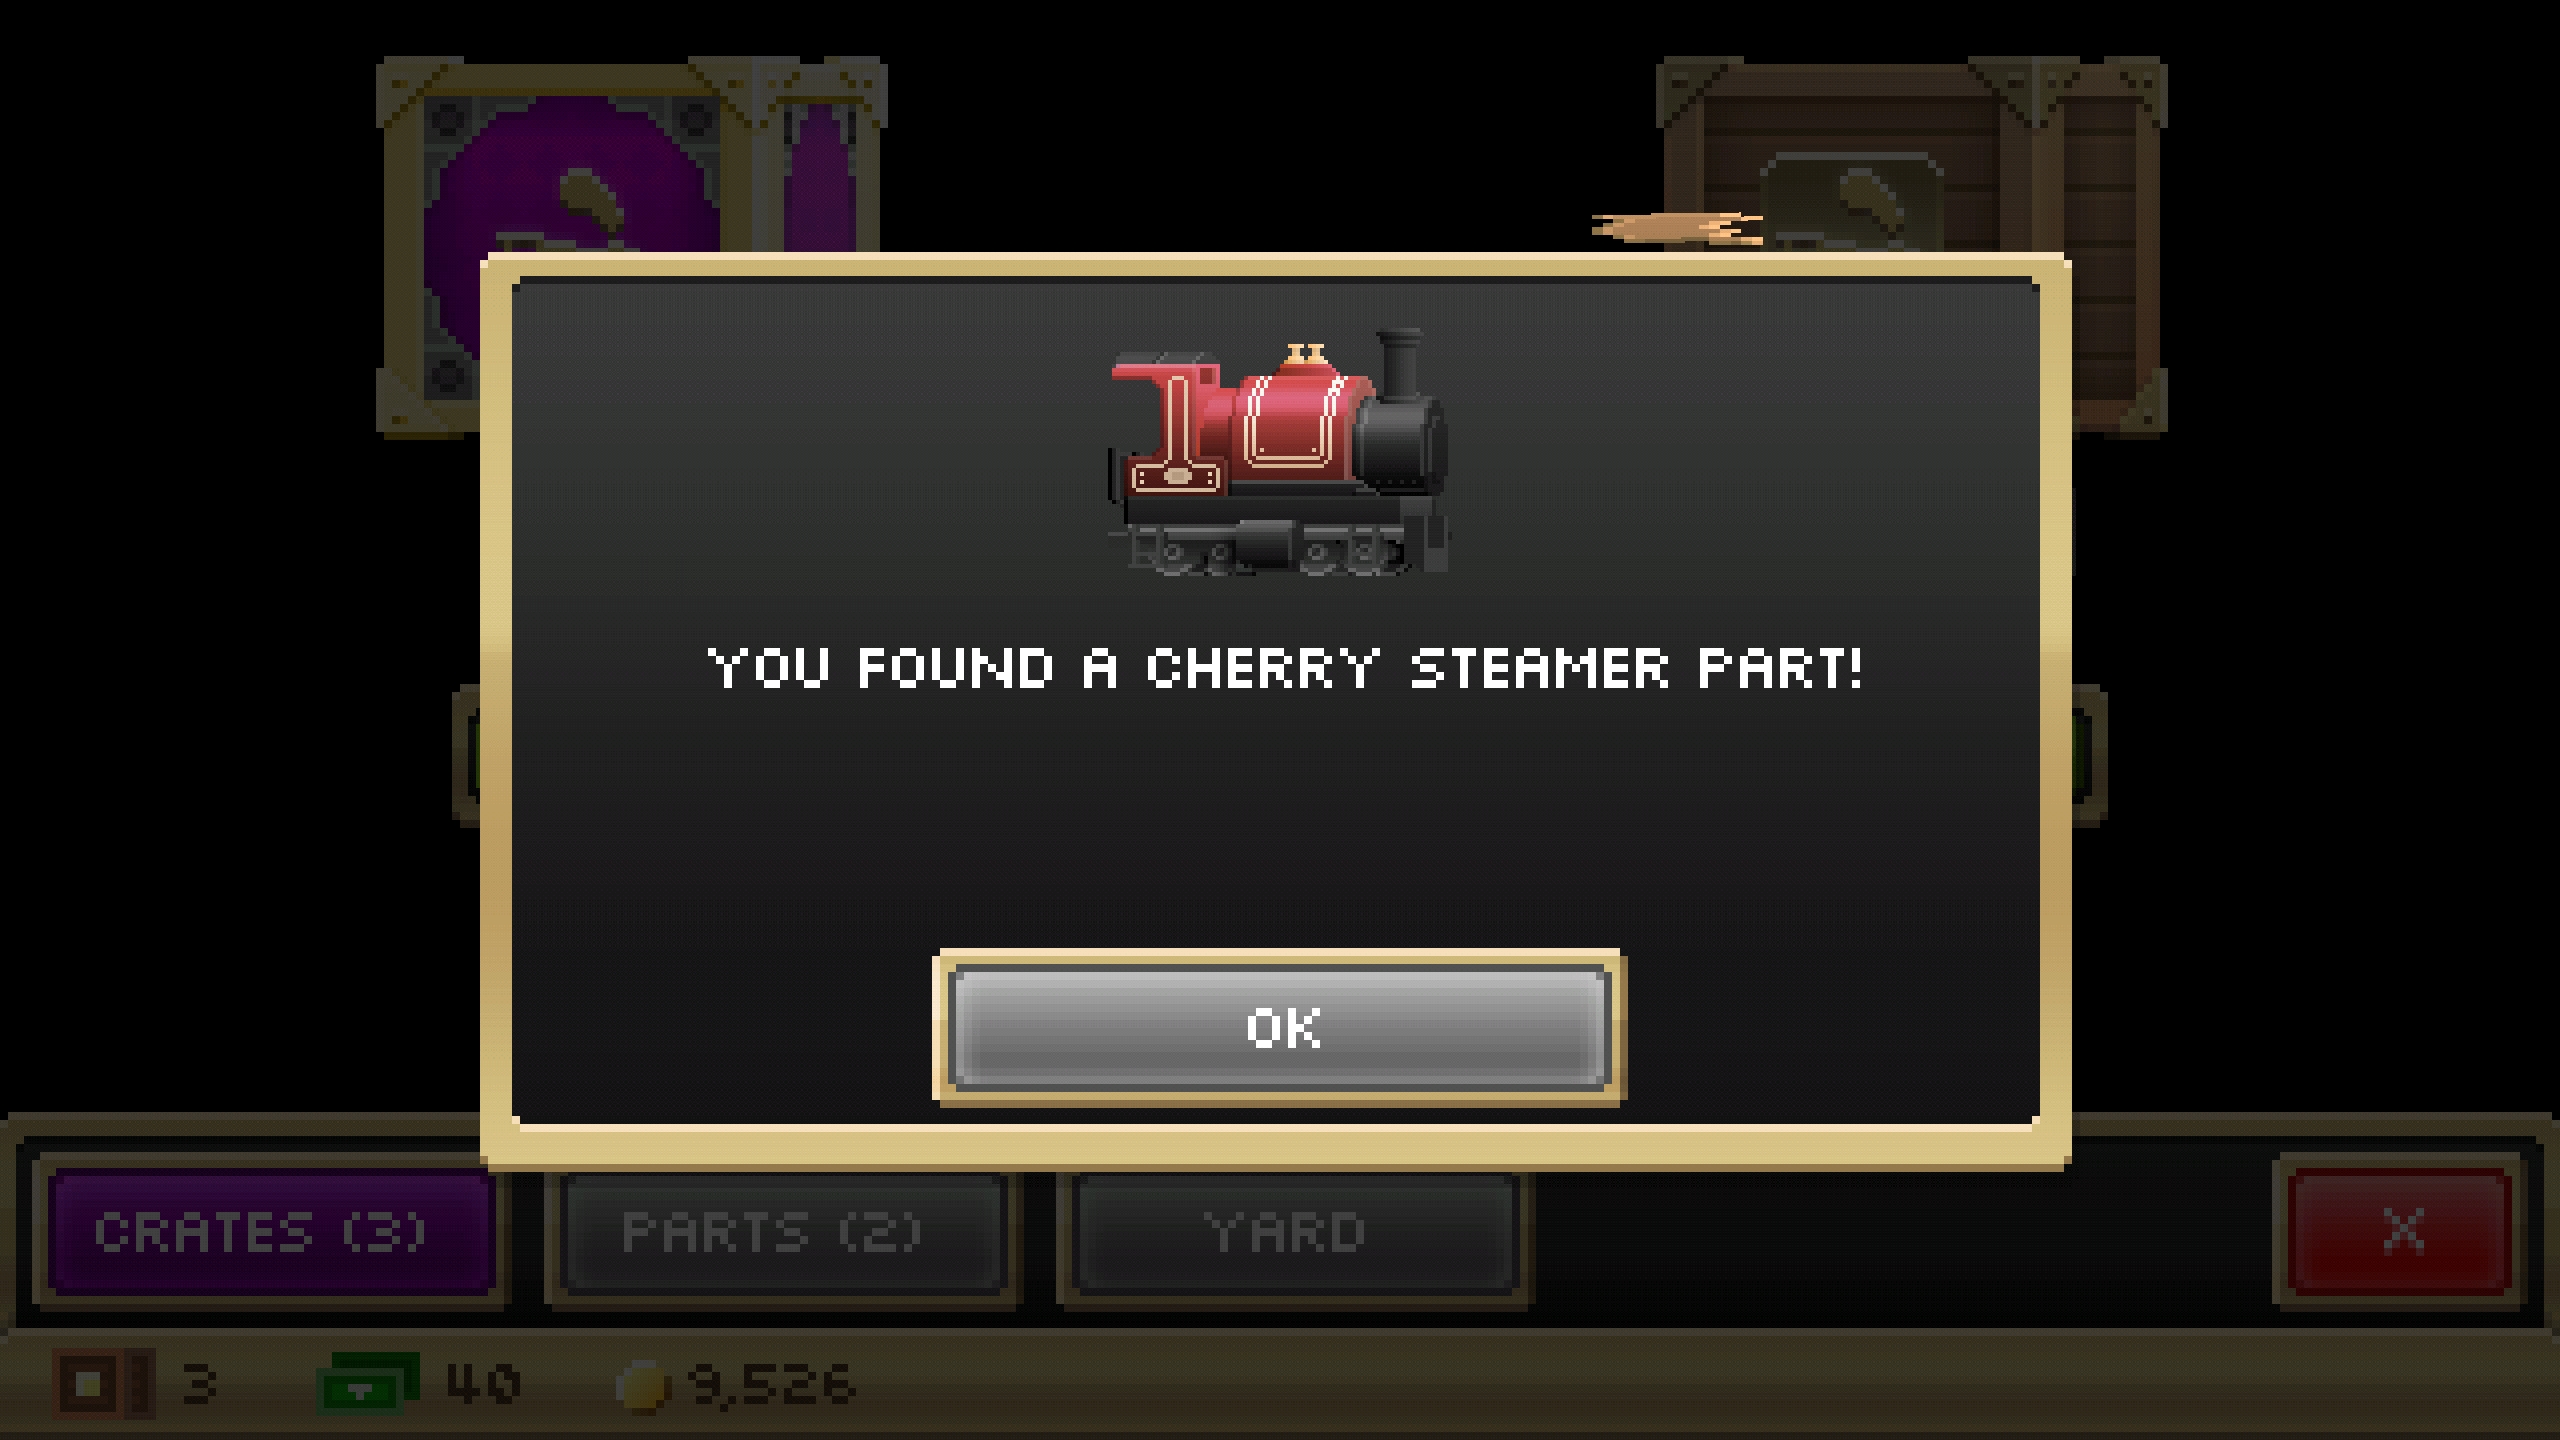 YOU FOUND A CHERRY STEAMER PART!
OK
CRATES (3)
PARTS (2)
YARD
X
3
40
9,526